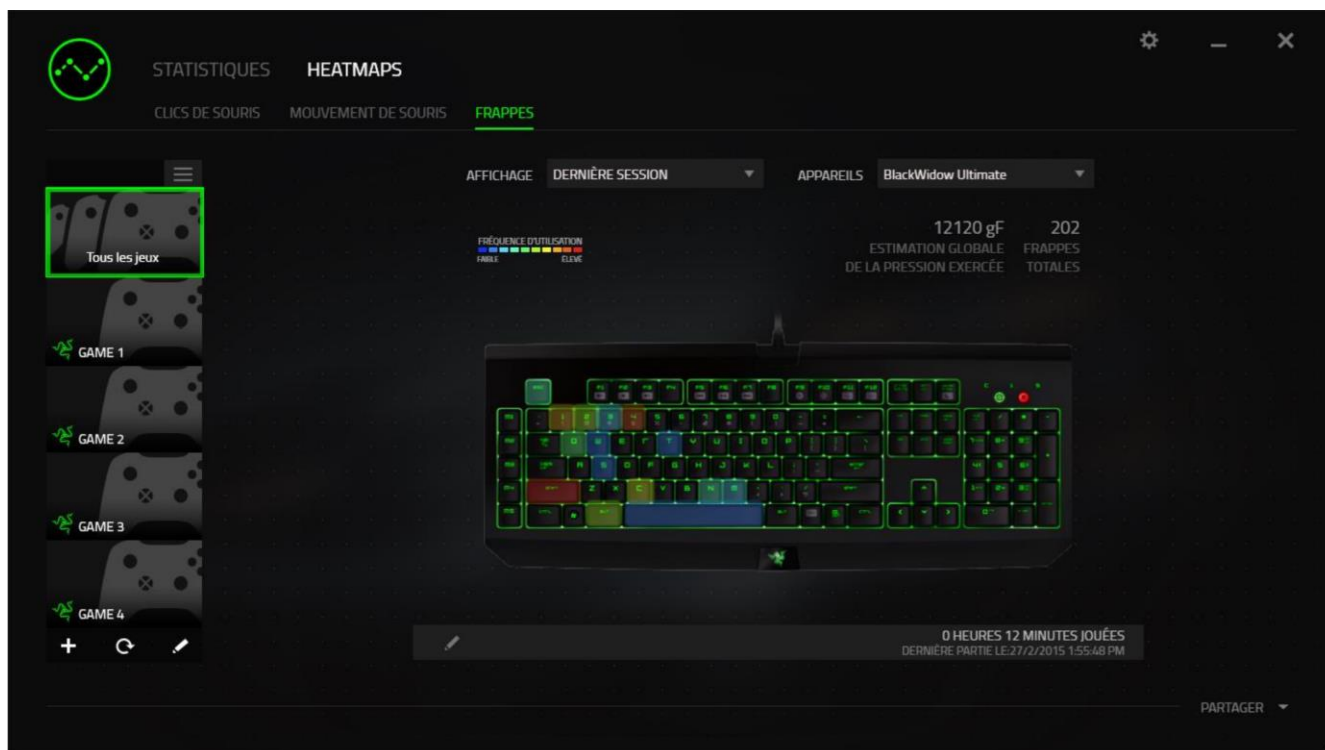 STATISTIQUES HEATMAPS
CLICS DE SOURIS MOUVEMENT DE SOURIS FRAPPES
AFFICHAGE DERNIÈRE SESSION APPAREILS BlackWidow Ultimate
Tous les jeux
GAME 1
GAME 2
GAME 3
GAME 4
FRÉQUENCE D'UTILISATION
FAIBLE ÉLEVÉ
12120 gF 202
ESTIMATION GLOBALE FRAPPES
DE LA PRESSION EXERCÉE TOTALES
0 HEURES 12 MINUTES JOUÉES
DERNIÈRE PARTIE LE:27/2/2015 1:55:48 PM
PARTAGER